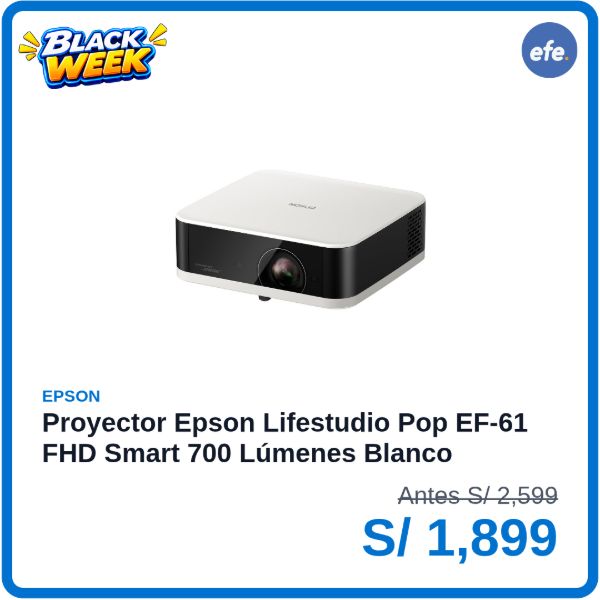 BLACK
WEEK
efe.
EPSON
EPSON
Proyector Epson Lifestudio Pop EF-61
FHD Smart 700 Lúmenes Blanco
Antes S/ 2,599
S/ 1,899